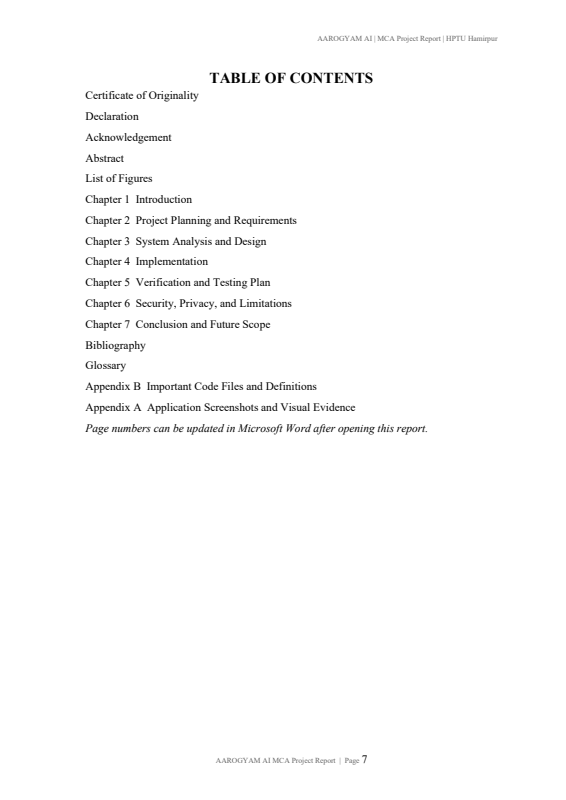 AAROGYAM AI | MCA Project Report | HPTU Hamirpur
TABLE OF CONTENTS
Certificate of Originality
Declaration
Acknowledgement
Abstract
List of Figures
Chapter 1  Introduction
Chapter 2  Project Planning and Requirements
Chapter 3  System Analysis and Design
Chapter 4  Implementation
Chapter 5  Verification and Testing Plan
Chapter 6  Security, Privacy, and Limitations
Chapter 7  Conclusion and Future Scope
Bibliography
Glossary
Appendix B  Important Code Files and Definitions
Appendix A  Application Screenshots and Visual Evidence
Page numbers can be updated in Microsoft Word after opening this report.
AAROGYAM AI MCA Project Report | Page 7